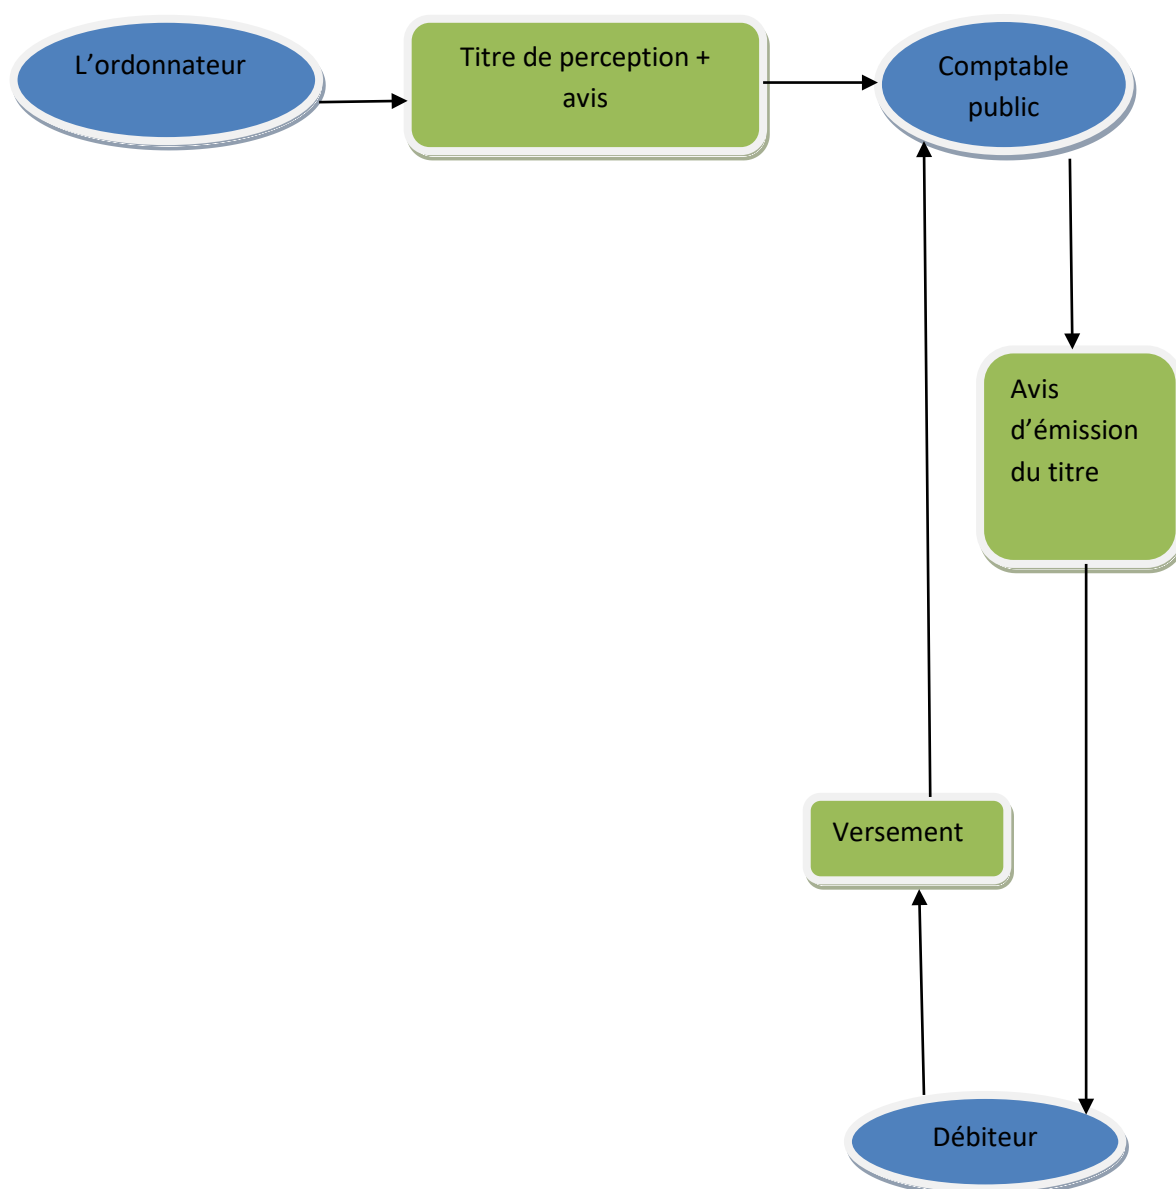 L’ordonnateur
Titre de perception +
avis
Comptable
public
Avis
d’émission
du titre
Versement
Débiteur